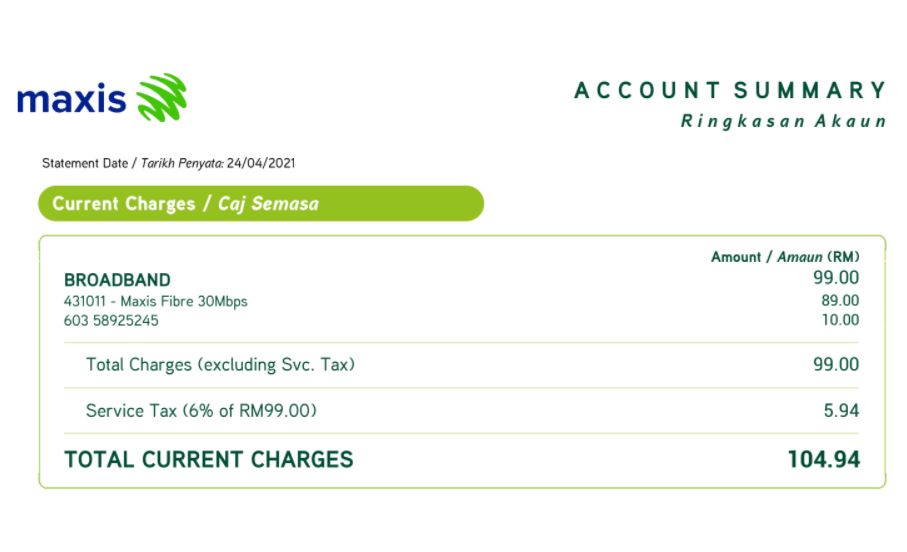 maxis
ACCOUNT SUMMARY
Ringkasan Akaun
Statement Date / Tarikh Penyata: 24/04/2021
Current Charges / Caj Semasa
Amount / Amaun (RM)
BROADBAND 99.00
431011 - Maxis Fibre 30Mbps 89.00
603 58925245 10.00
Total Charges (excluding Svc. Tax) 99.00
Service Tax (6% of RM99.00) 5.94
TOTAL CURRENT CHARGES 104.94